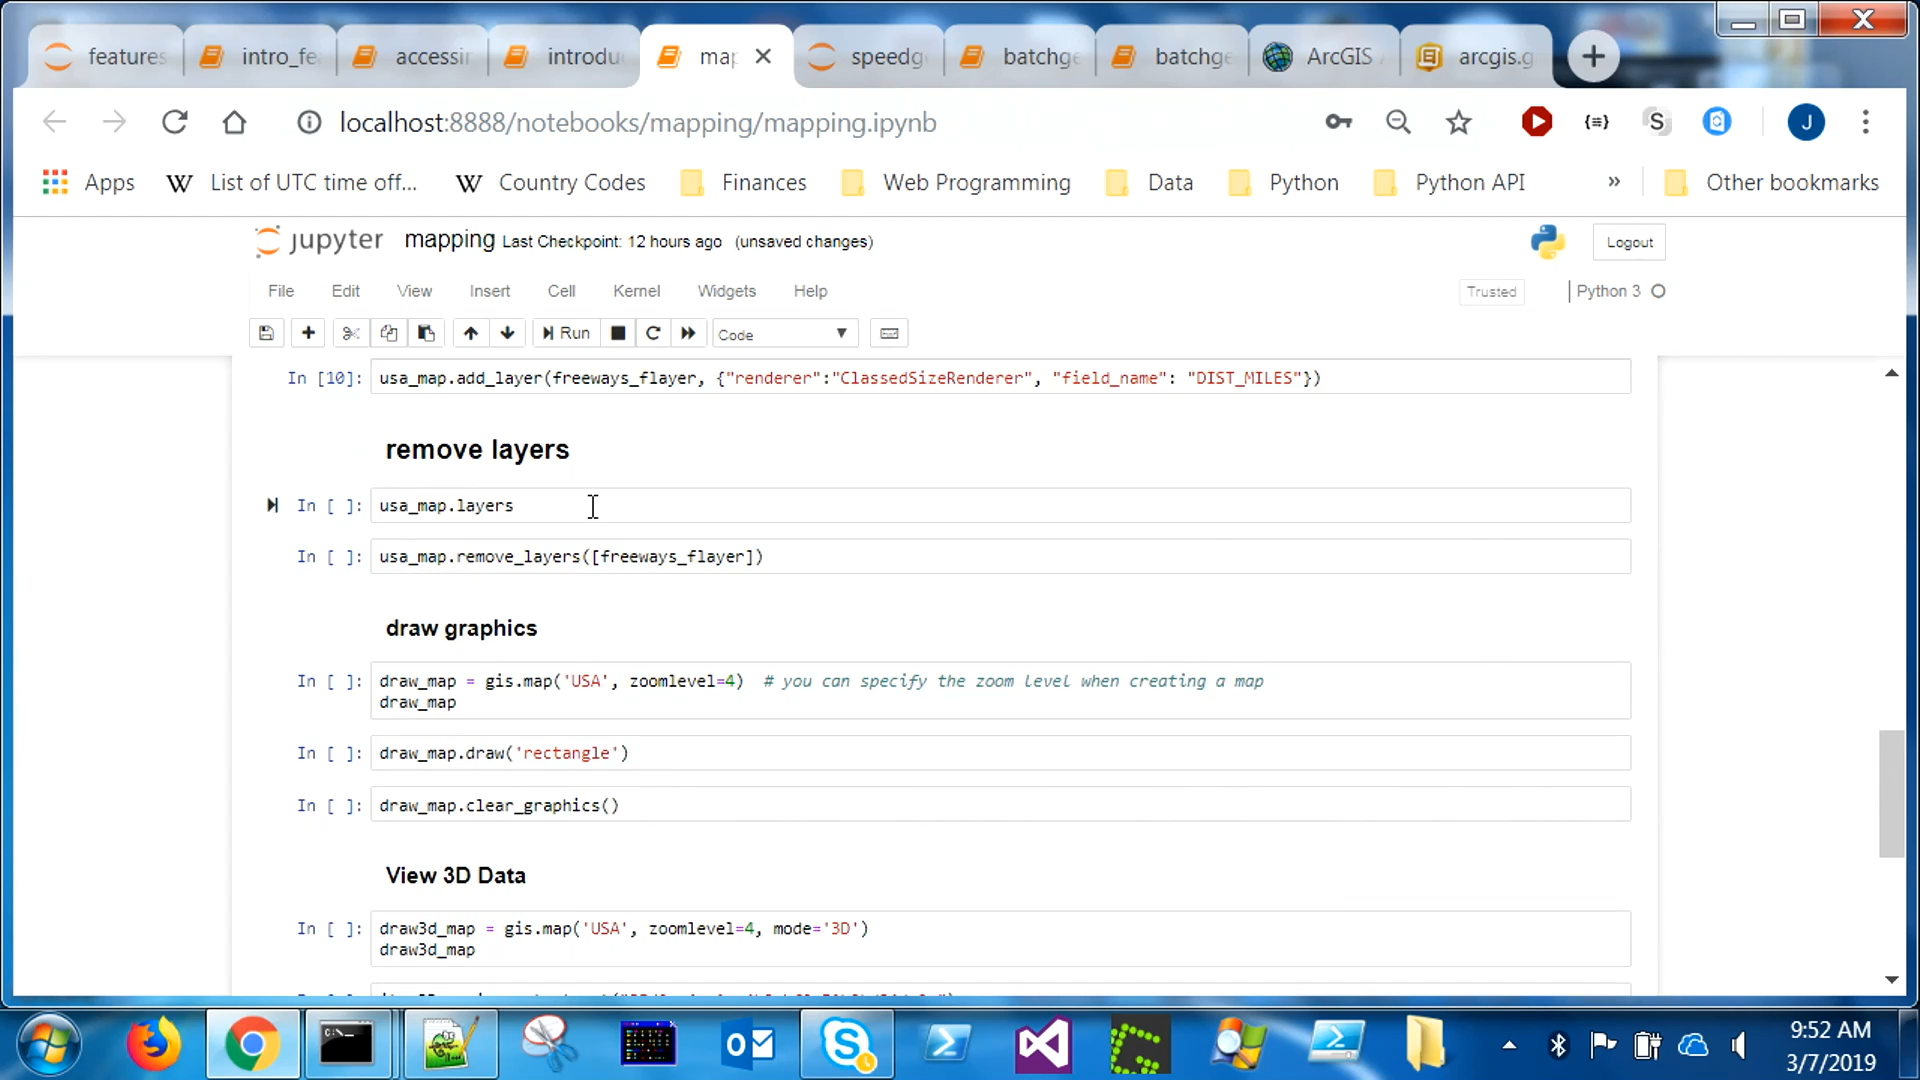 features
intro_fe
accessir
introdu
map
speedg
batchge
batchge
ArcGIS
arcgis.g
localhost:8888/notebooks/mapping/mapping.ipynb
{≡}
S
J
Apps
W List of UTC time off...
W Country Codes
Finances
Web Programming
Data
Python
Python API
»
Other bookmarks
jupyter mapping Last Checkpoint: 12 hours ago (unsaved changes)
Logout
File Edit View Insert Cell Kernel Widgets Help
Trusted
Python 3
Run
Code
In [10]: usa_map.add_layer(freeways_flayer, {"renderer":"ClassedSizeRenderer", "field_name": "DIST_MILES"})
remove layers
In [ ]: usa_map.layers
In [ ]: usa_map.remove_layers([freeways_flayer])
draw graphics
In [ ]: draw_map = gis.map('USA', zoomlevel=4) # you can specify the zoom level when creating a map
draw_map
In [ ]: draw_map.draw('rectangle')
In [ ]: draw_map.clear_graphics()
View 3D Data
In [ ]: draw3d_map = gis.map('USA', zoomlevel=4, mode='3D')
draw3d_map
9:52 AM
3/7/2019